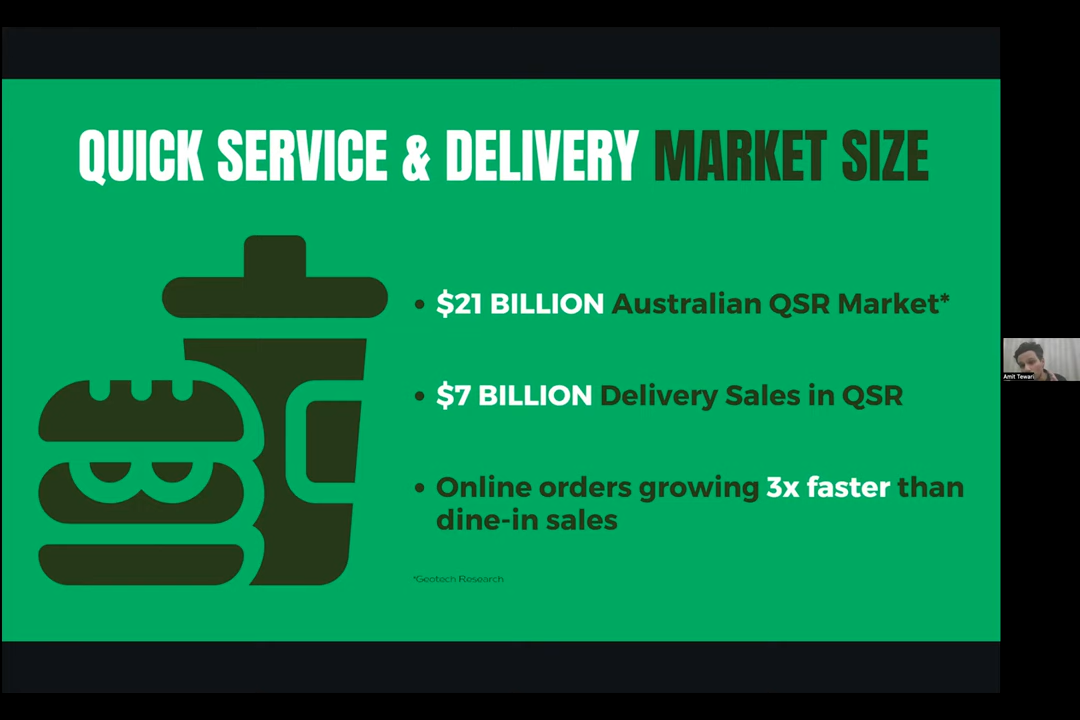 QUICK SERVICE & DELIVERY MARKET SIZE
• $21 BILLION Australian QSR Market*
• $7 BILLION Delivery Sales in QSR
• Online orders growing 3x faster than
dine-in sales
*Geotech Research
Amit Tewari